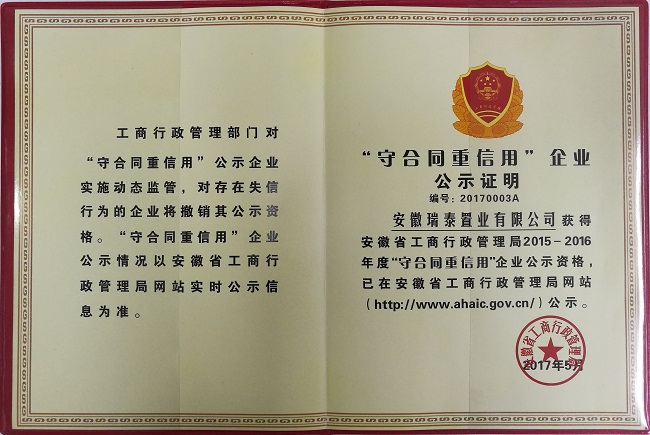 工商行政管理部门对
“守合同重信用”公示企业
实施动态监管，对存在失信
行为的企业将撤销其公示资
格。“守合同重信用”企业
公示情况以安徽省工商行
政管理局网站实时公示信
息为准。
“守合同重信用”企业
公示证明
编号：20170003A
安徽瑞泰置业有限公司获得
安徽省工商行政管理局2015－2016
年度“守合同重信用”企业公示资格，
已在安徽省工商行政管理局网站
（http://www.ahaic.gov.cn/）公示。
安徽省工商行政管理局
2017年5月